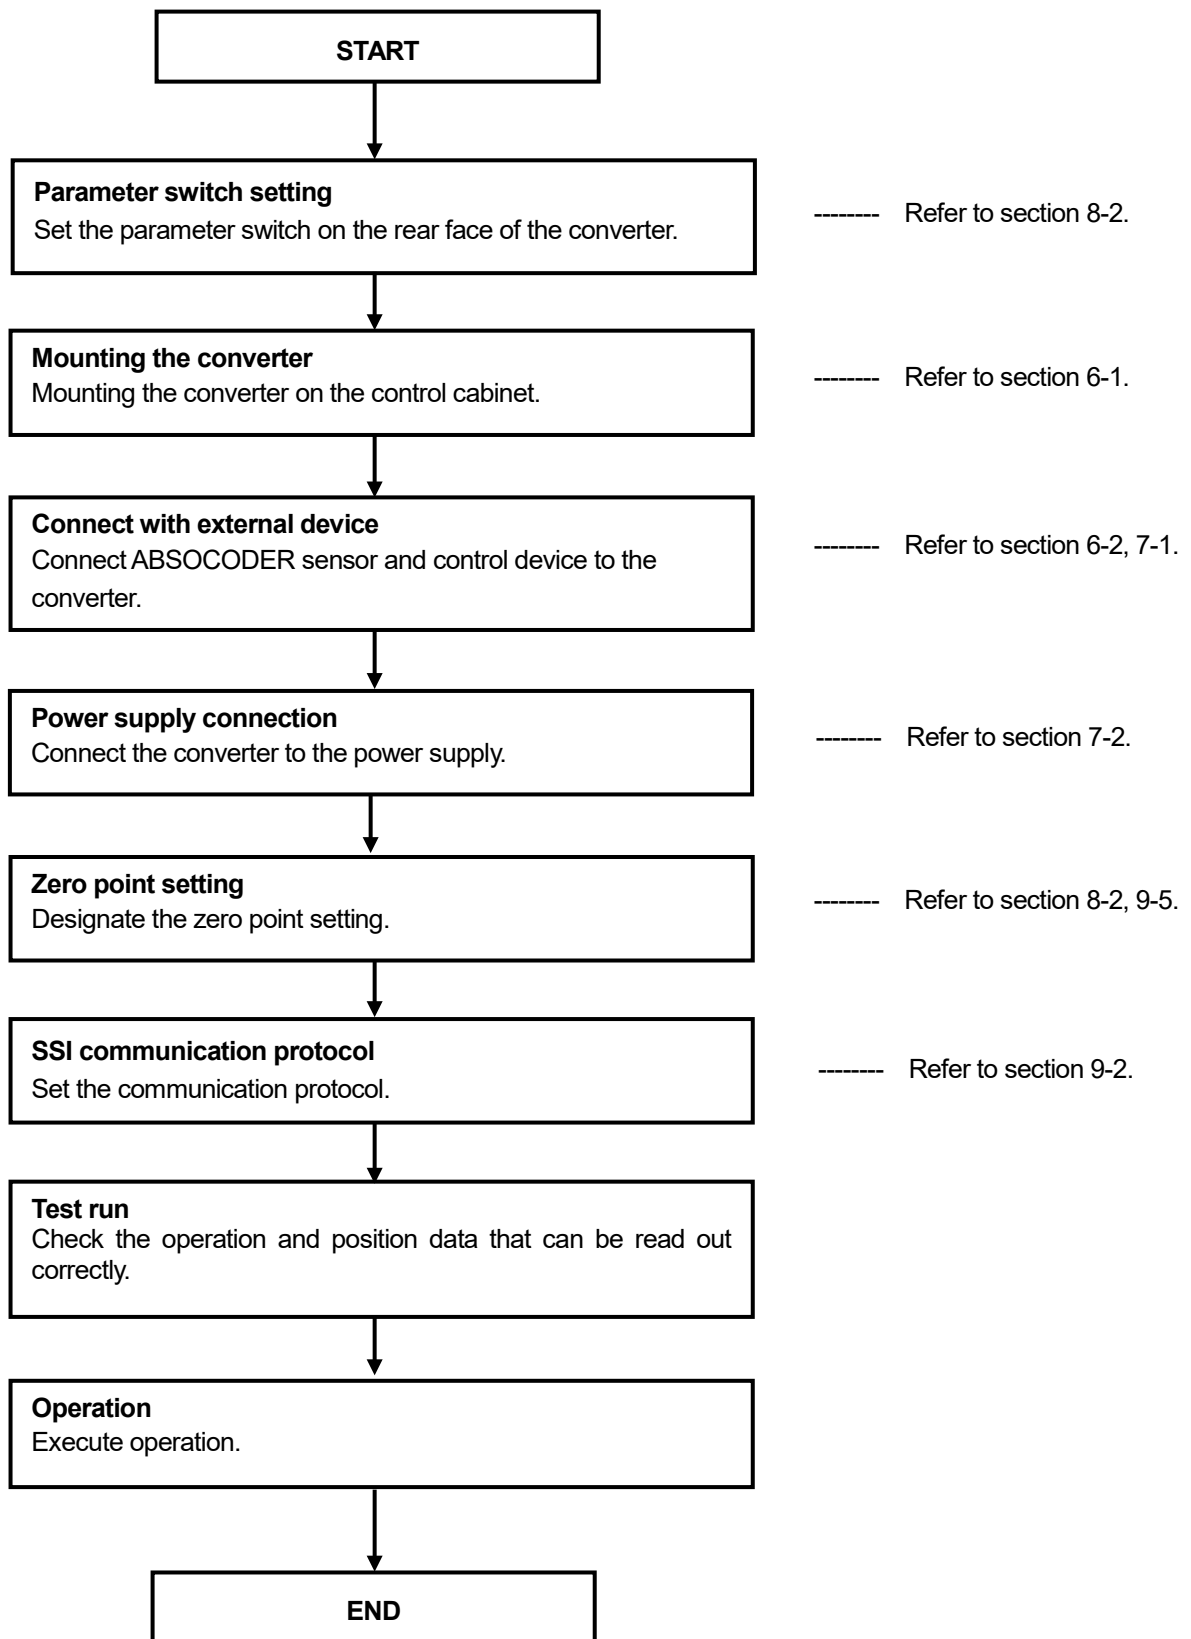 START
Parameter switch setting
Set the parameter switch on the rear face of the converter.
-------- Refer to section 8-2.
Mounting the converter
Mounting the converter on the control cabinet.
-------- Refer to section 6-1.
Connect with external device
Connect ABSOCODER sensor and control device to the
converter.
-------- Refer to section 6-2, 7-1.
Power supply connection
Connect the converter to the power supply.
-------- Refer to section 7-2.
Zero point setting
Designate the zero point setting.
-------- Refer to section 8-2, 9-5.
SSI communication protocol
Set the communication protocol.
-------- Refer to section 9-2.
Test run
Check the operation and position data that can be read out
correctly.
Operation
Execute operation.
END